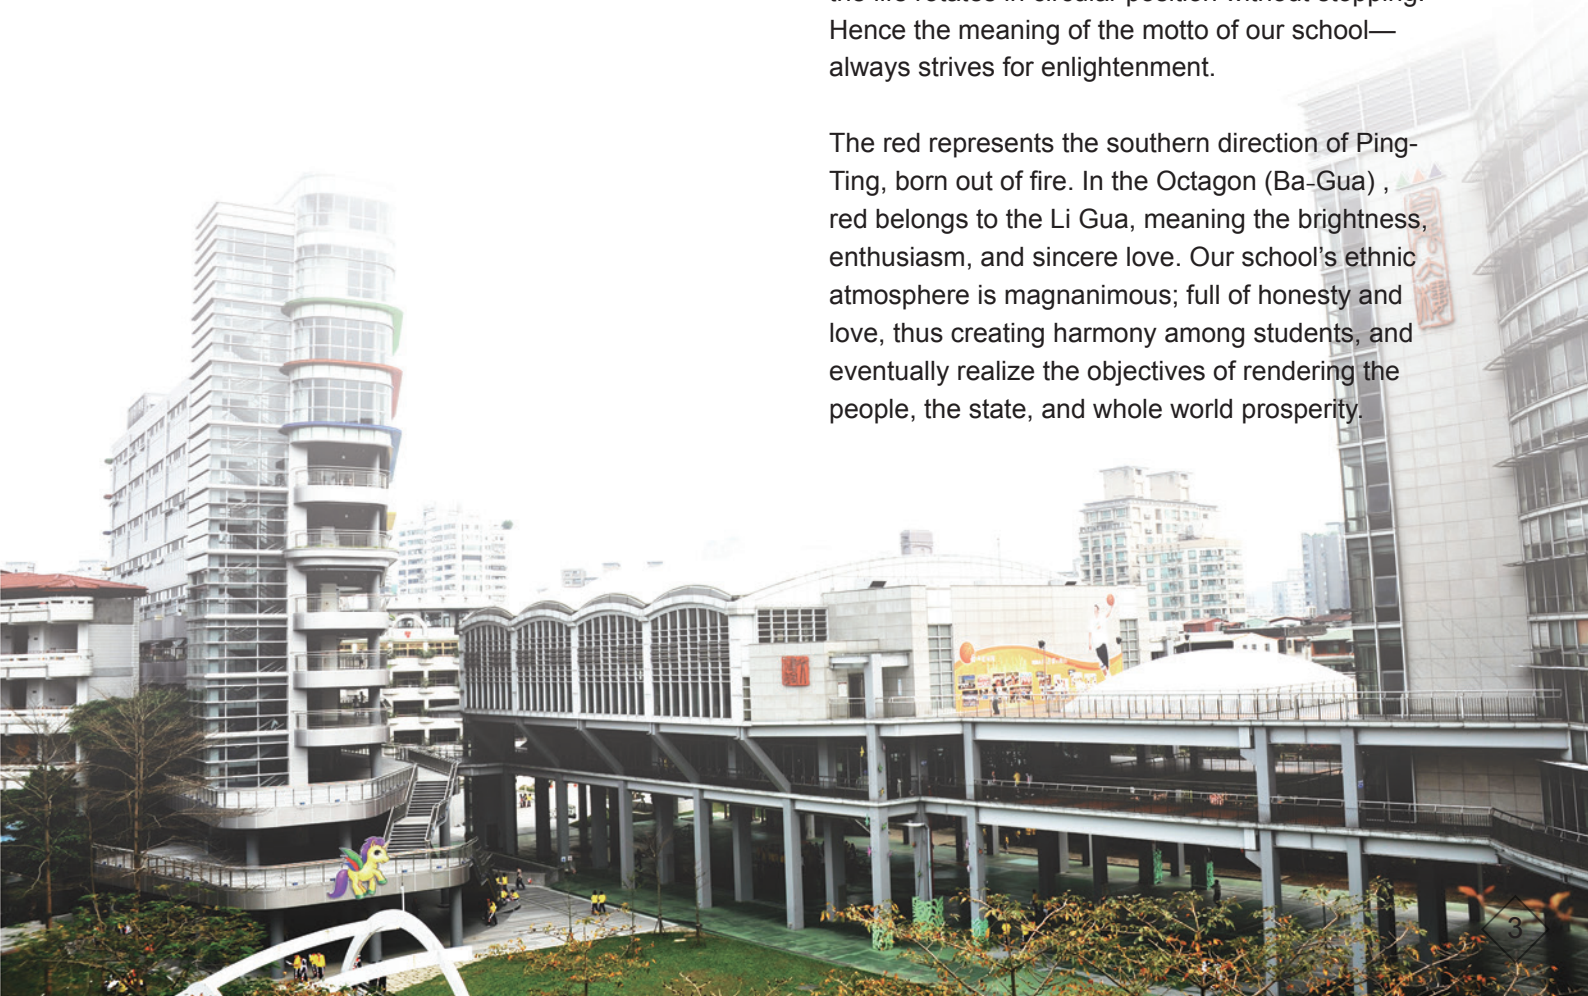 Hence the meaning of the motto of our school—
always strives for enlightenment.
The red represents the southern direction of Ping-
Ting, born out of fire. In the Octagon (Ba-Gua) ,
red belongs to the Li Gua, meaning the brightness,
enthusiasm, and sincere love. Our school's ethnic
atmosphere is magnanimous; full of honesty and
love, thus creating harmony among students, and
eventually realize the objectives of rendering the
people, the state, and whole world prosperity.
3